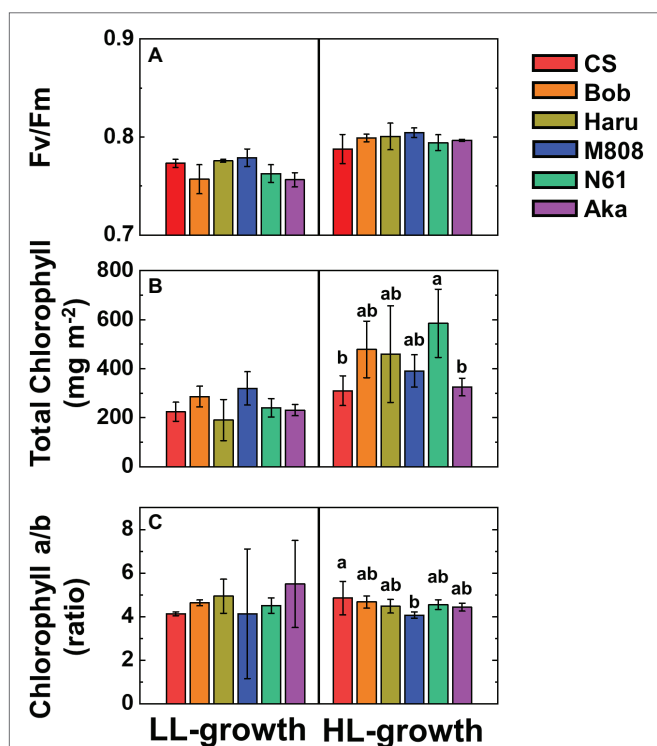 A
Fv/Fm
0.9
0.8
0.7
CS
Bob
Haru
M808
N61
Aka
B
Total Chlorophyll
(mg m-2)
800
600
400
200
0
b
ab
ab
ab
a
b
C
Chlorophyll a/b
(ratio)
8
6
4
2
0
a
ab
ab
b
ab
ab
LL-growth
HL-growth